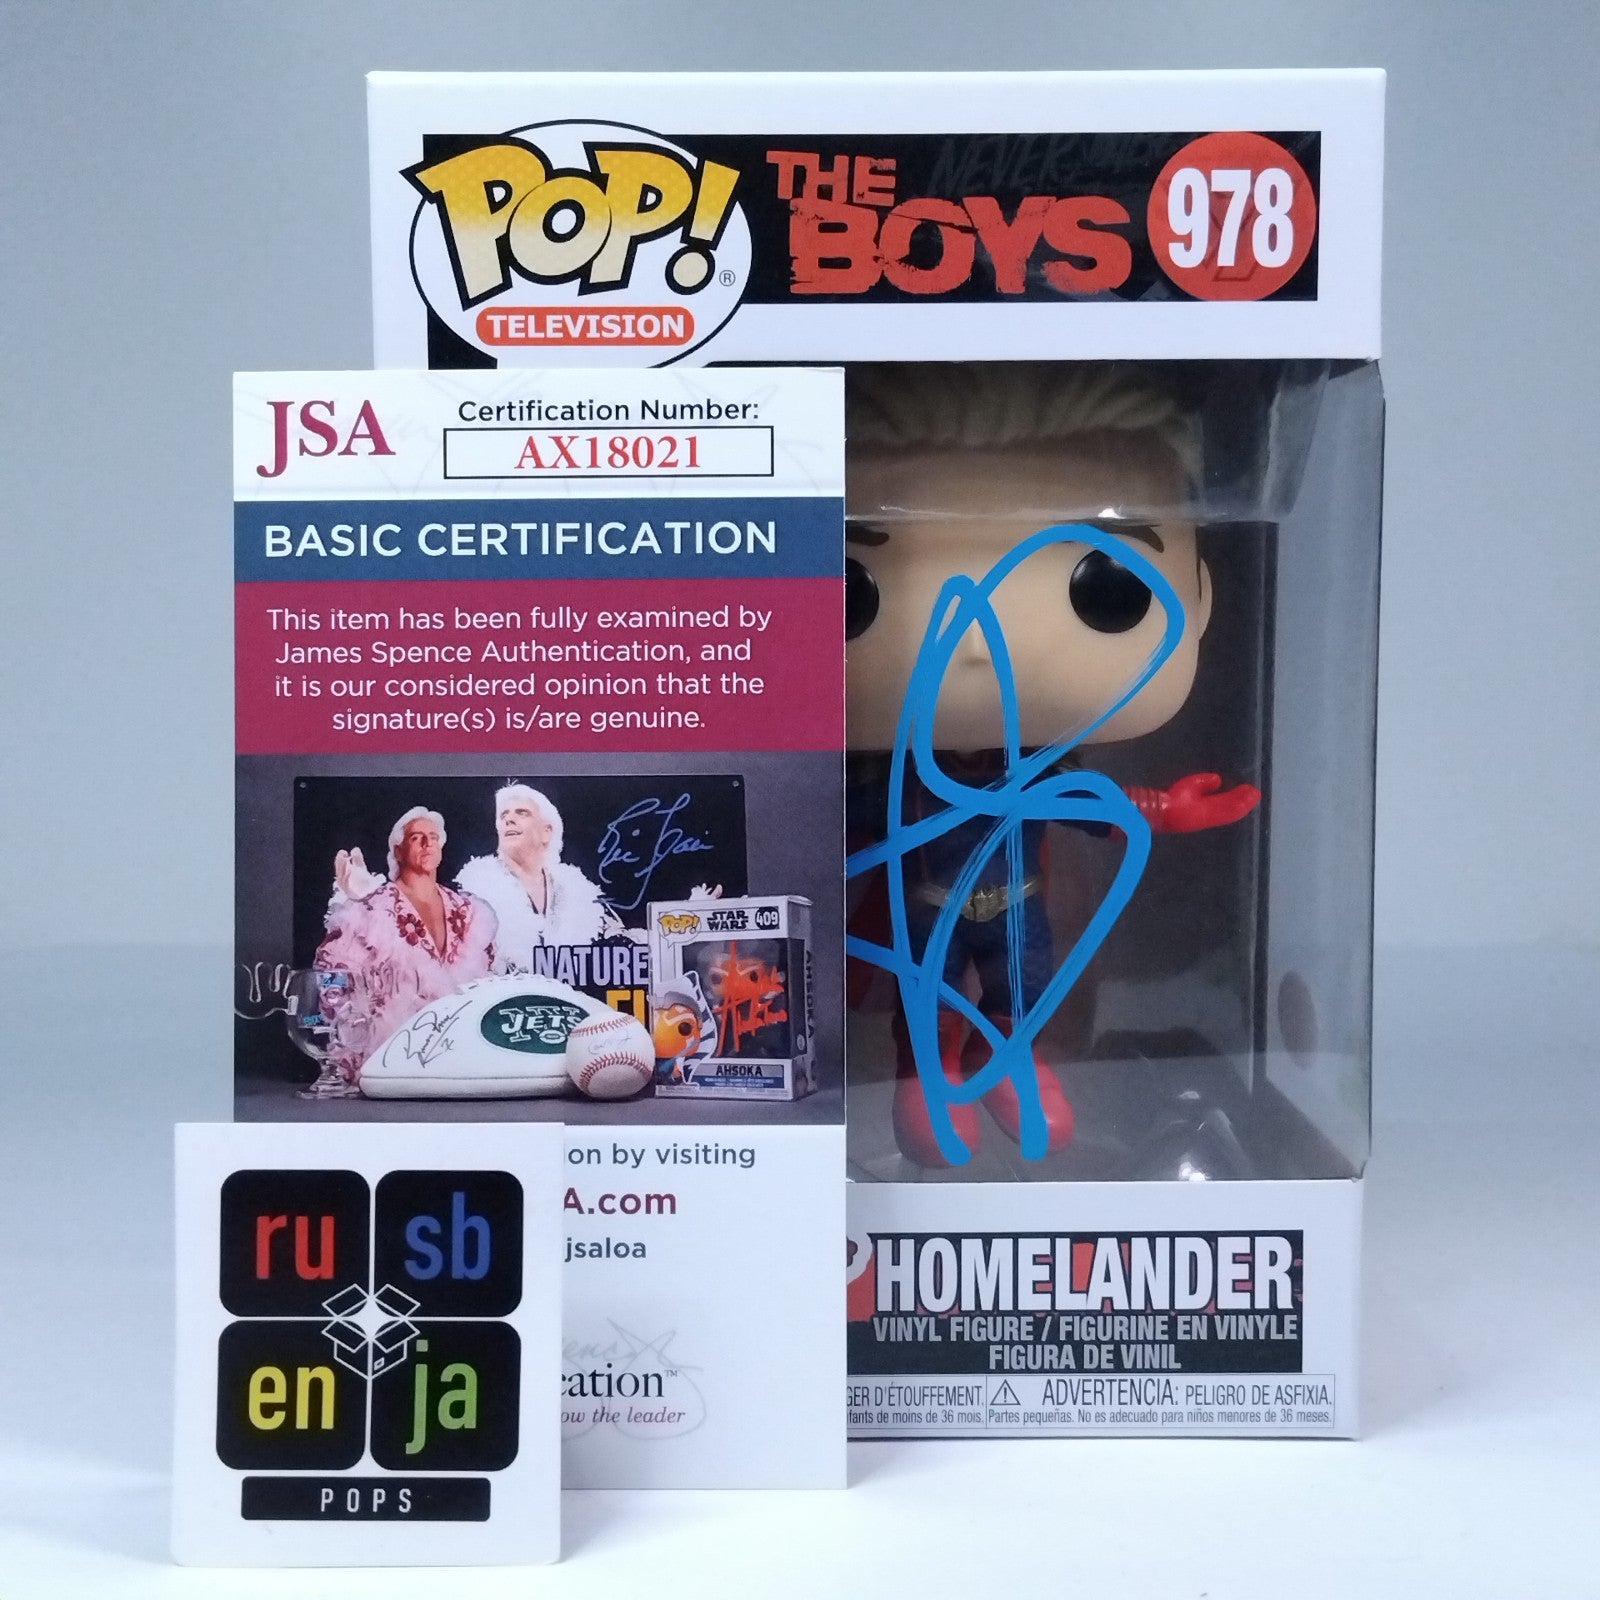 POP!®
TELEVISION
THE
BOYS
NEVER
978
JSA
Certification Number:
AX18021
BASIC CERTIFICATION
This item has been fully examined by
James Spence Authentication, and
it is our considered opinion that the
signature(s) is/are genuine.
Ric Flair
NATURE
JETS
POP!
STAR
WARS
409
AHSOKA
AHSOKA
on by visiting
A.com
jsaloa
cation™
ow the leader
ru
sb
en
ja
POPS
HOMELANDER
VINYL FIGURE / FIGURINE EN VINYLE
FIGURA DE VINIL
GER D'ÉTOUFFEMENT.
fants de moins de 36 mois.
ADVERTENCIA: PELIGRO DE ASFIXIA.
Partes pequeñas. No es adecuado para niños menores de 36 meses.